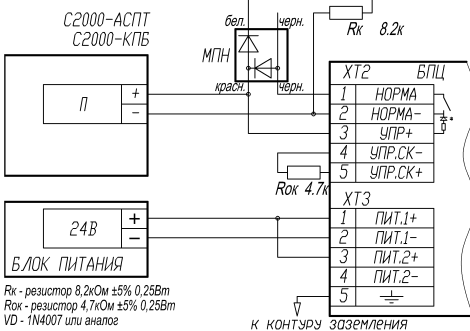 С2000-АСПТ
С2000-КПБ
бел.
черн.
Rк 8.2к
МПН
красн.
черн.
П
+
−
ХТ2 БПЦ
1 НОРМА
2 НОРМА-
3 УПР+
4 УПР.СК-
5 УПР.СК+
Rок 4.7к
ХТ3
1 ПИТ.1+
2 ПИТ.1-
3 ПИТ.2+
4 ПИТ.2-
5
24В
+
−
БЛОК ПИТАНИЯ
Rк - резистор 8,2кОм ±5% 0,25Вт
Rок - резистор 4,7кОм ±5% 0,25Вт
VD - 1N4007 или аналог
К контуру заземления